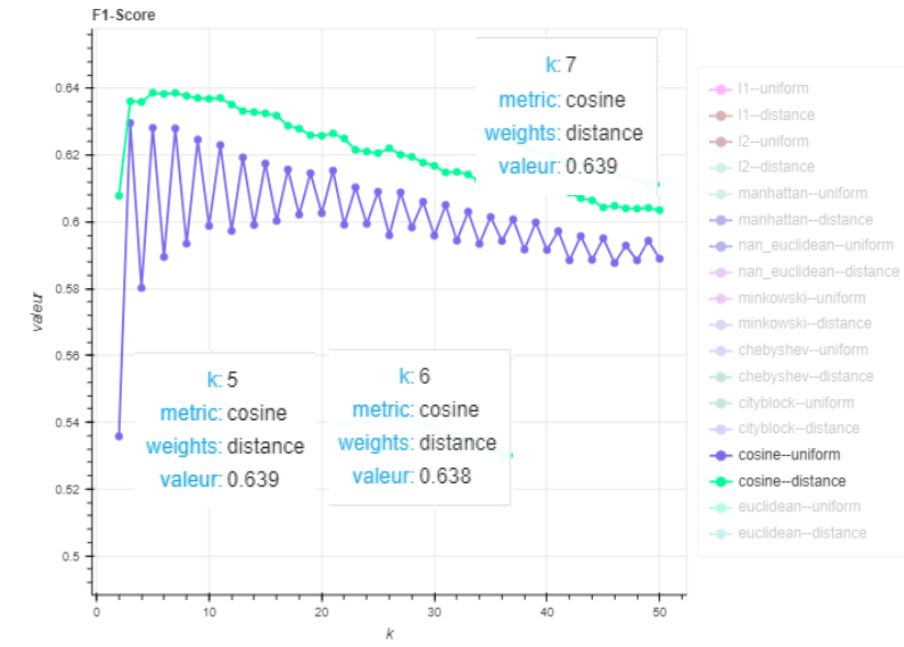 F1-Score
0.64
0.62
0.6
0.58
0.56
0.54
0.52
0.5
valeur
0
10
20
30
40
50
k
k: 7
metric: cosine
weights: distance
valeur: 0.639
k: 5
metric: cosine
weights: distance
valeur: 0.639
k: 6
metric: cosine
weights: distance
valeur: 0.638
l1--uniform
l1--distance
l2--uniform
l2--distance
manhattan--uniform
manhattan--distance
nan_euclidean--uniform
nan_euclidean--distance
minkowski--uniform
minkowski--distance
chebyshev--uniform
chebyshev--distance
cityblock--uniform
cityblock--distance
cosine--uniform
cosine--distance
euclidean--uniform
euclidean--distance